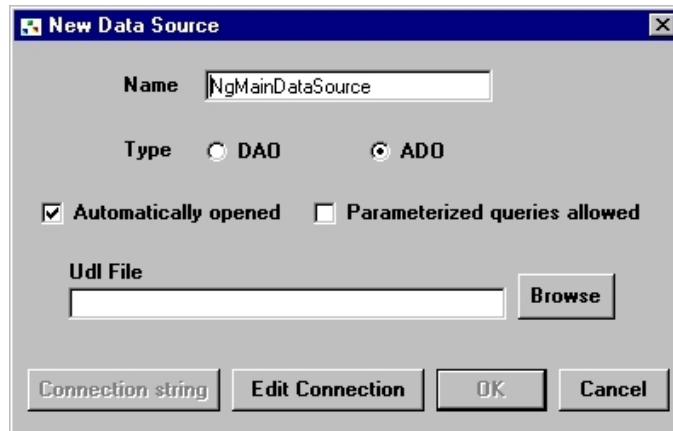 New Data Source
Name NgMainDataSource
Type DAO ADO
Automatically opened Parameterized queries allowed
Udl File
Browse
Connection string Edit Connection OK Cancel